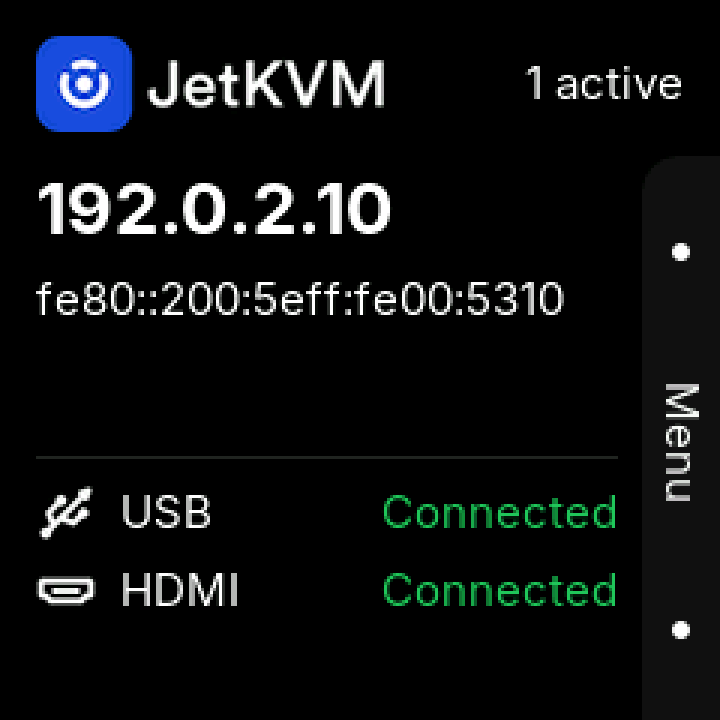 JetKVM
1 active
192.0.2.10
fe80::200:5eff:fe00:5310
USB Connected
HDMI Connected
Menu